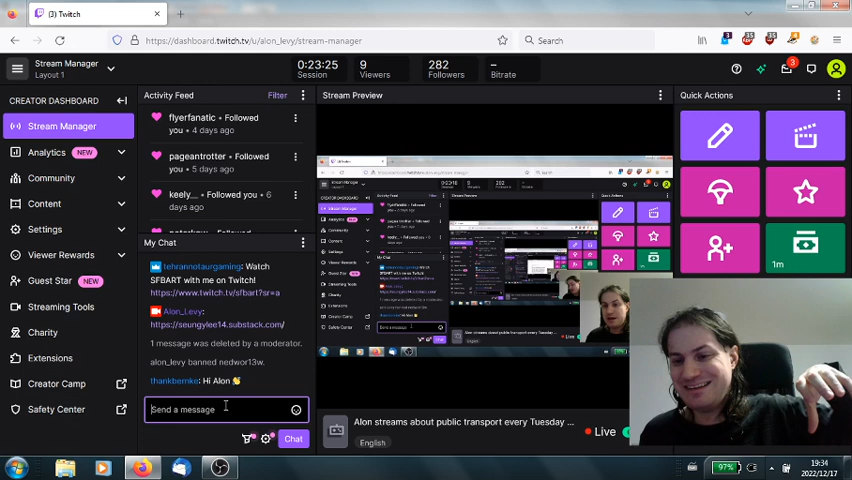 (3) Twitch
https://dashboard.twitch.tv/u/alon_levy/stream-manager
Search
Stream Manager
Layout 1
0:23:25
Session
9
Viewers
282
Followers
–
Bitrate
3
CREATOR DASHBOARD
Stream Manager
Analytics NEW
Community
Content
Settings
Viewer Rewards
Guest Star NEW
Streaming Tools
Charity
Extensions
Creator Camp
Safety Center
Activity Feed
Filter
flyerfanatic • Followed
you • 4 days ago
pageantrotter •
Followed you • 5
days ago
keely__ • Followed you • 6
days ago
My Chat
tehrannotaurgaming: Watch
SFBART with me on Twitch!
https://www.twitch.tv/sfbart?sr=a
Alon_Levy:
https://seungylee14.substack.com/
1 message was deleted by a moderator.
alon_levy banned nedwor13w.
thankbernke: Hi Alon 👋
Send a message
Chat
Stream Preview
Alon streams about public transport every Tuesday ...
English
Live
Quick Actions
1m
97%
19:34
2022/12/17